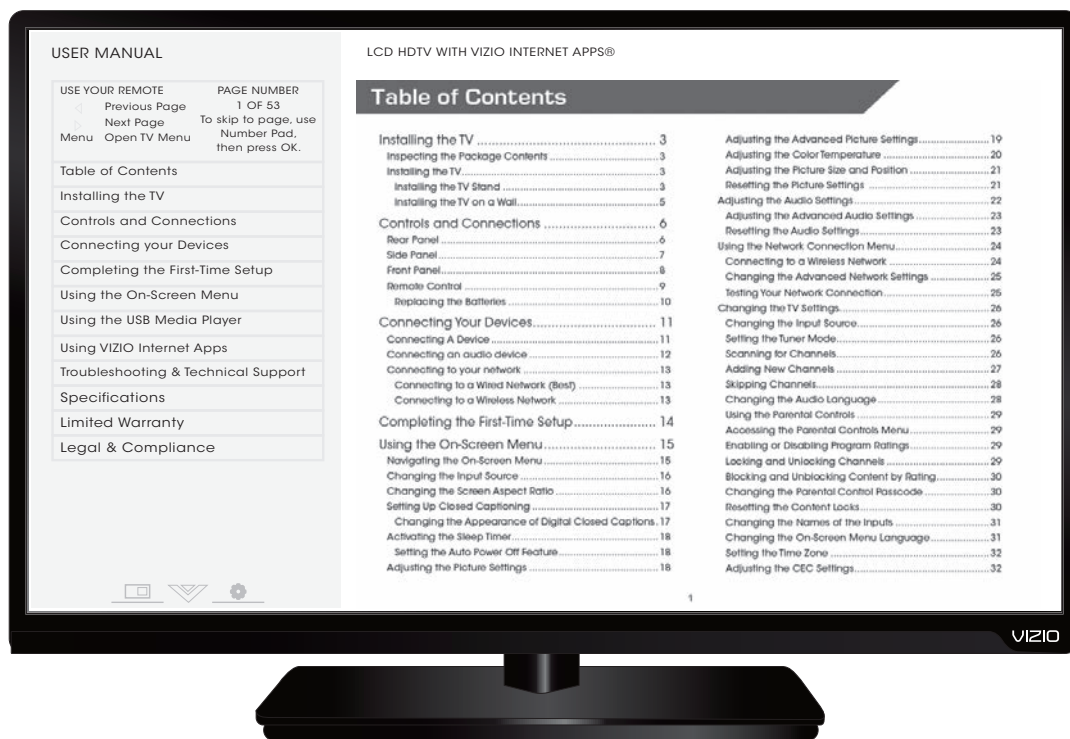 USER MANUAL
USE YOUR REMOTE
Previous Page
Next Page
Menu Open TV Menu
PAGE NUMBER
1 OF 53
To skip to page, use
Number Pad,
then press OK.
Table of Contents
Installing the TV
Controls and Connections
Connecting your Devices
Completing the First-Time Setup
Using the On-Screen Menu
Using the USB Media Player
Using VIZIO Internet Apps
Troubleshooting & Technical Support
Specifications
Limited Warranty
Legal & Compliance
LCD HDTV WITH VIZIO INTERNET APPS®
Table of Contents
Installing the TV ........ 3
Inspecting the Package Contents ........ 3
Installing the TV ........ 3
Installing the TV Stand ........ 3
Installing the TV on a Wall ........ 5
Controls and Connections ........ 6
Rear Panel ........ 6
Side Panel ........ 7
Front Panel ........ 8
Remote Control ........ 9
Replacing the Batteries ........ 10
Connecting Your Devices ........ 11
Connecting A Device ........ 11
Connecting an audio device ........ 12
Connecting to your network ........ 13
Connecting to a Wired Network (Best) ........ 13
Connecting to a Wireless Network ........ 13
Completing the First-Time Setup ........ 14
Using the On-Screen Menu ........ 15
Navigating the On-Screen Menu ........ 15
Changing the Input Source ........ 16
Changing the Screen Aspect Ratio ........ 16
Setting Up Closed Captioning ........ 17
Changing the Appearance of Digital Closed Captions. 17
Activating the Sleep Timer ........ 18
Setting the Auto Power Off Feature ........ 18
Adjusting the Picture Settings ........ 18
Adjusting the Advanced Picture Settings ........ 19
Adjusting the Color Temperature ........ 20
Adjusting the Picture Size and Position ........ 21
Resetting the Picture Settings ........ 21
Adjusting the Audio Settings ........ 22
Adjusting the Advanced Audio Settings ........ 23
Resetting the Audio Settings ........ 23
Using the Network Connection Menu ........ 24
Connecting to a Wireless Network ........ 24
Changing the Advanced Network Settings ........ 25
Testing Your Network Connection ........ 25
Changing the TV Settings ........ 26
Changing the Input Source ........ 26
Setting the Tuner Mode ........ 26
Scanning for Channels ........ 26
Adding New Channels ........ 27
Skipping Channels ........ 28
Changing the Audio Language ........ 28
Using the Parental Controls ........ 29
Accessing the Parental Controls Menu ........ 29
Enabling or Disabling Program Ratings ........ 29
Locking and Unlocking Channels ........ 29
Blocking and Unblocking Content by Rating ........ 30
Changing the Parental Control Passcode ........ 30
Resetting the Content Locks ........ 30
Changing the Names of the Inputs ........ 31
Changing the On-Screen Menu Language ........ 31
Setting the Time Zone ........ 32
Adjusting the CEC Settings ........ 32
1
VIZIO